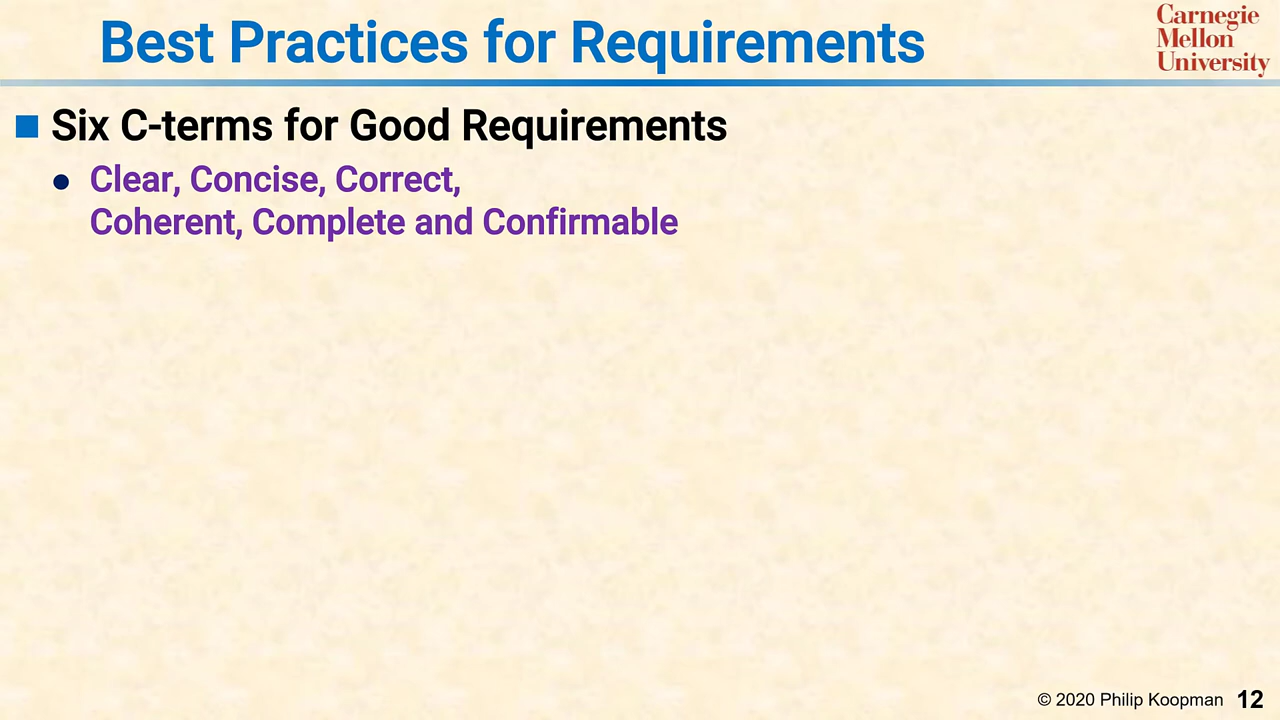 Best Practices for Requirements
Carnegie
Mellon
University
Six C-terms for Good Requirements
Clear, Concise, Correct,
Coherent, Complete and Confirmable
© 2020 Philip Koopman 12